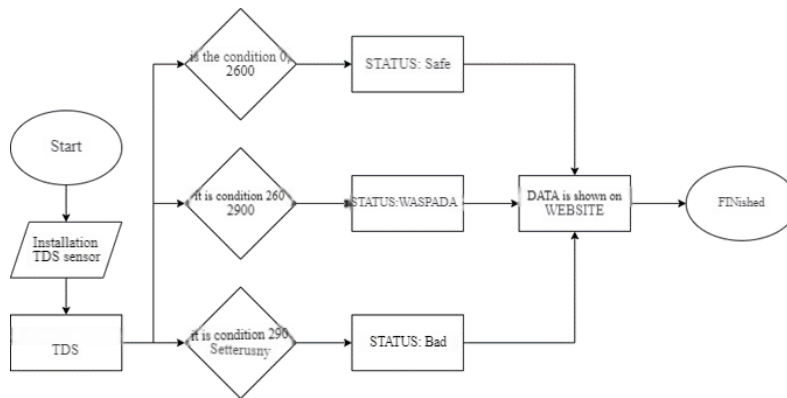 is the condition 0,
2600
STATUS: Safe
Start
it is condition 260
2900
STATUS:WASPADA
DATA is shown on
WEBSITE
FINished
Installation
TDS sensor
TDS
it is condition 290
Setterusny
STATUS: Bad